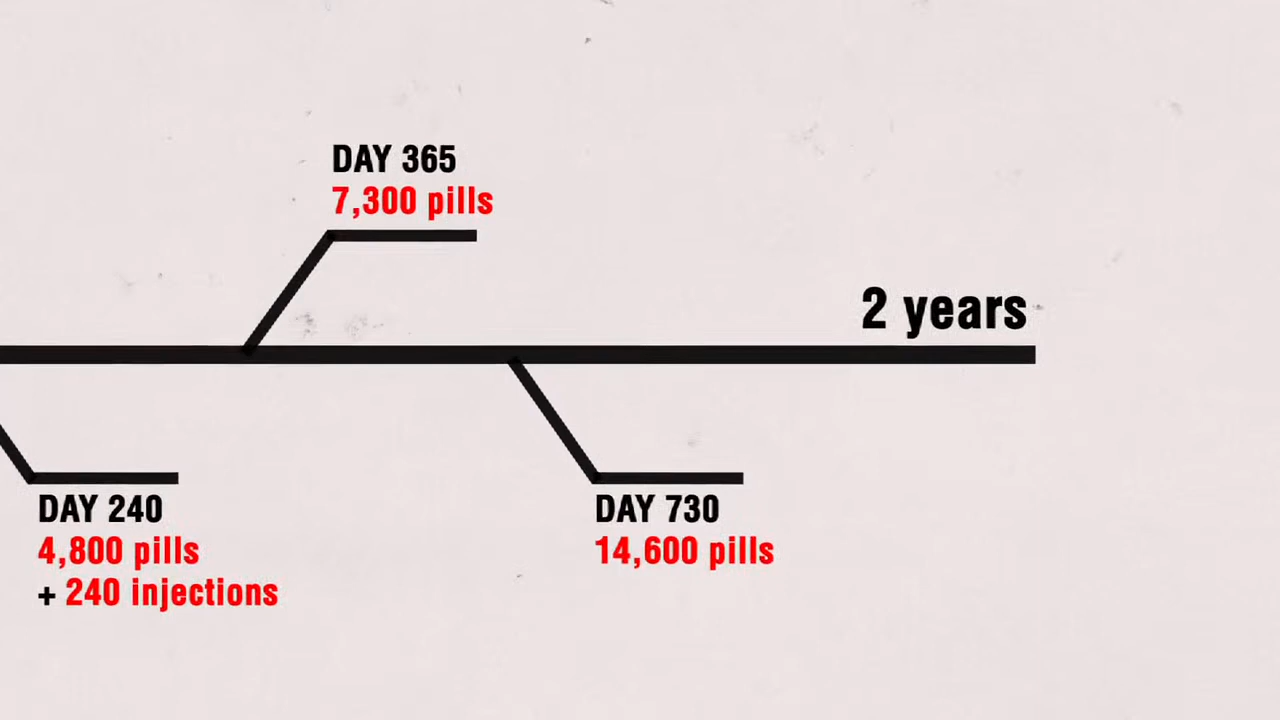 DAY 365
7,300 pills
2 years
DAY 240
4,800 pills
+ 240 injections
DAY 730
14,600 pills